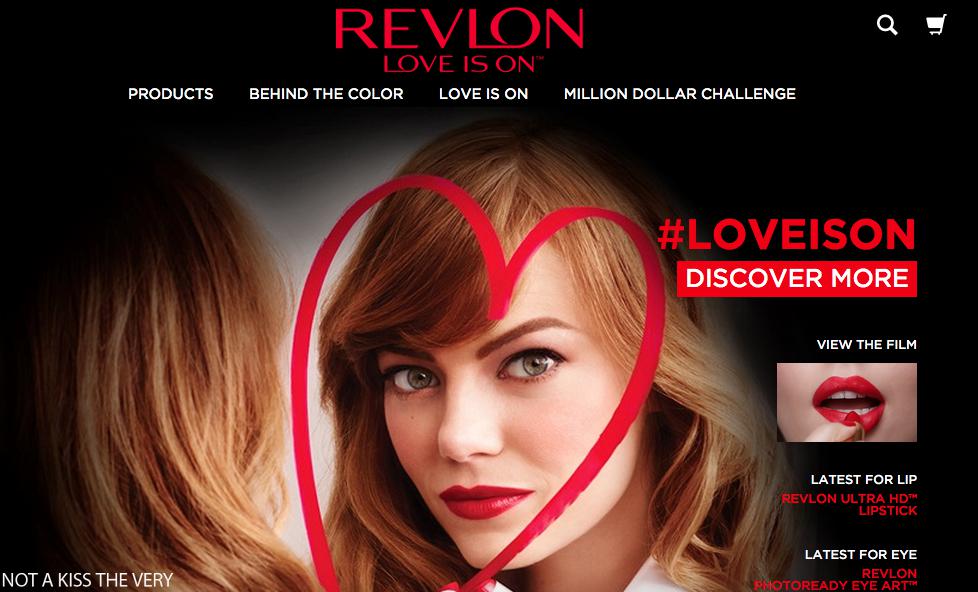 REVLON
LOVE IS ON™
PRODUCTS BEHIND THE COLOR LOVE IS ON MILLION DOLLAR CHALLENGE
#LOVEISON
DISCOVER MORE
VIEW THE FILM
LATEST FOR LIP
REVLON ULTRA HD™
LIPSTICK
LATEST FOR EYE
REVLON
PHOTOREADY EYE ART™
NOT A KISS THE VERY